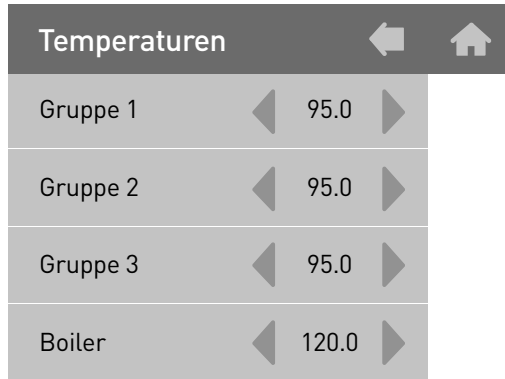 Temperaturen
Gruppe 1 95.0
Gruppe 2 95.0
Gruppe 3 95.0
Boiler 120.0